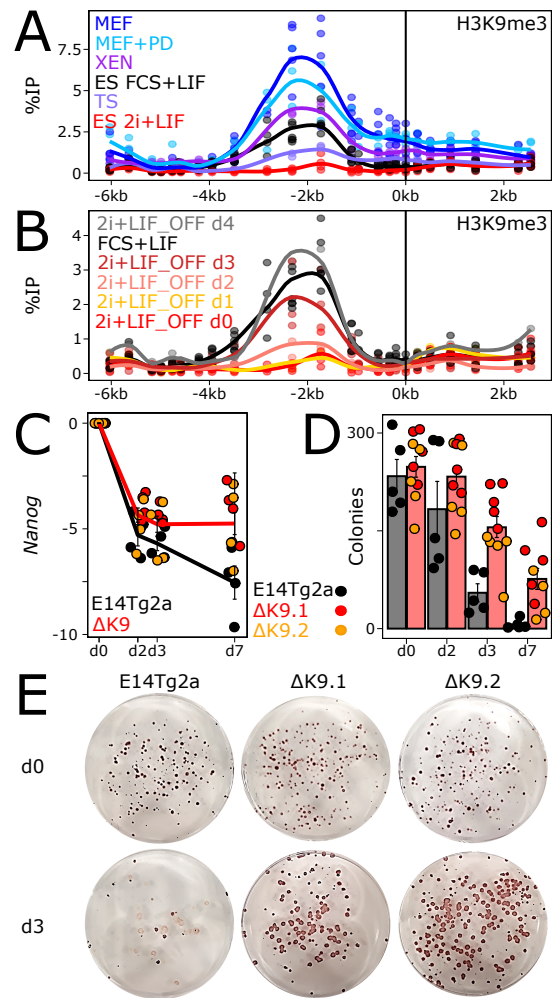 A
MEF
MEF+PD
XEN
ES FCS+LIF
TS
ES 2i+LIF
H3K9me3
%IP
7.5
5
2.5
0
-6kb
-4kb
-2kb
0Kb
2kb
B
2i+LIF_OFF d4
FCS+LIF
2i+LIF_OFF d3
2i+LIF_OFF d2
2i+LIF_OFF d1
2i+LIF_OFF d0
H3K9me3
%IP
4
3
2
1
0
-6kb
-4kb
-2kb
0Kb
2kb
C
Nanog
0
-5
-10
E14Tg2a
ΔK9
d0
d2
d3
d7
E14Tg2a
ΔK9.1
ΔK9.2
D
Colonies
300
0
d0
d2
d3
d7
E
E14Tg2a
ΔK9.1
ΔK9.2
d0
d3